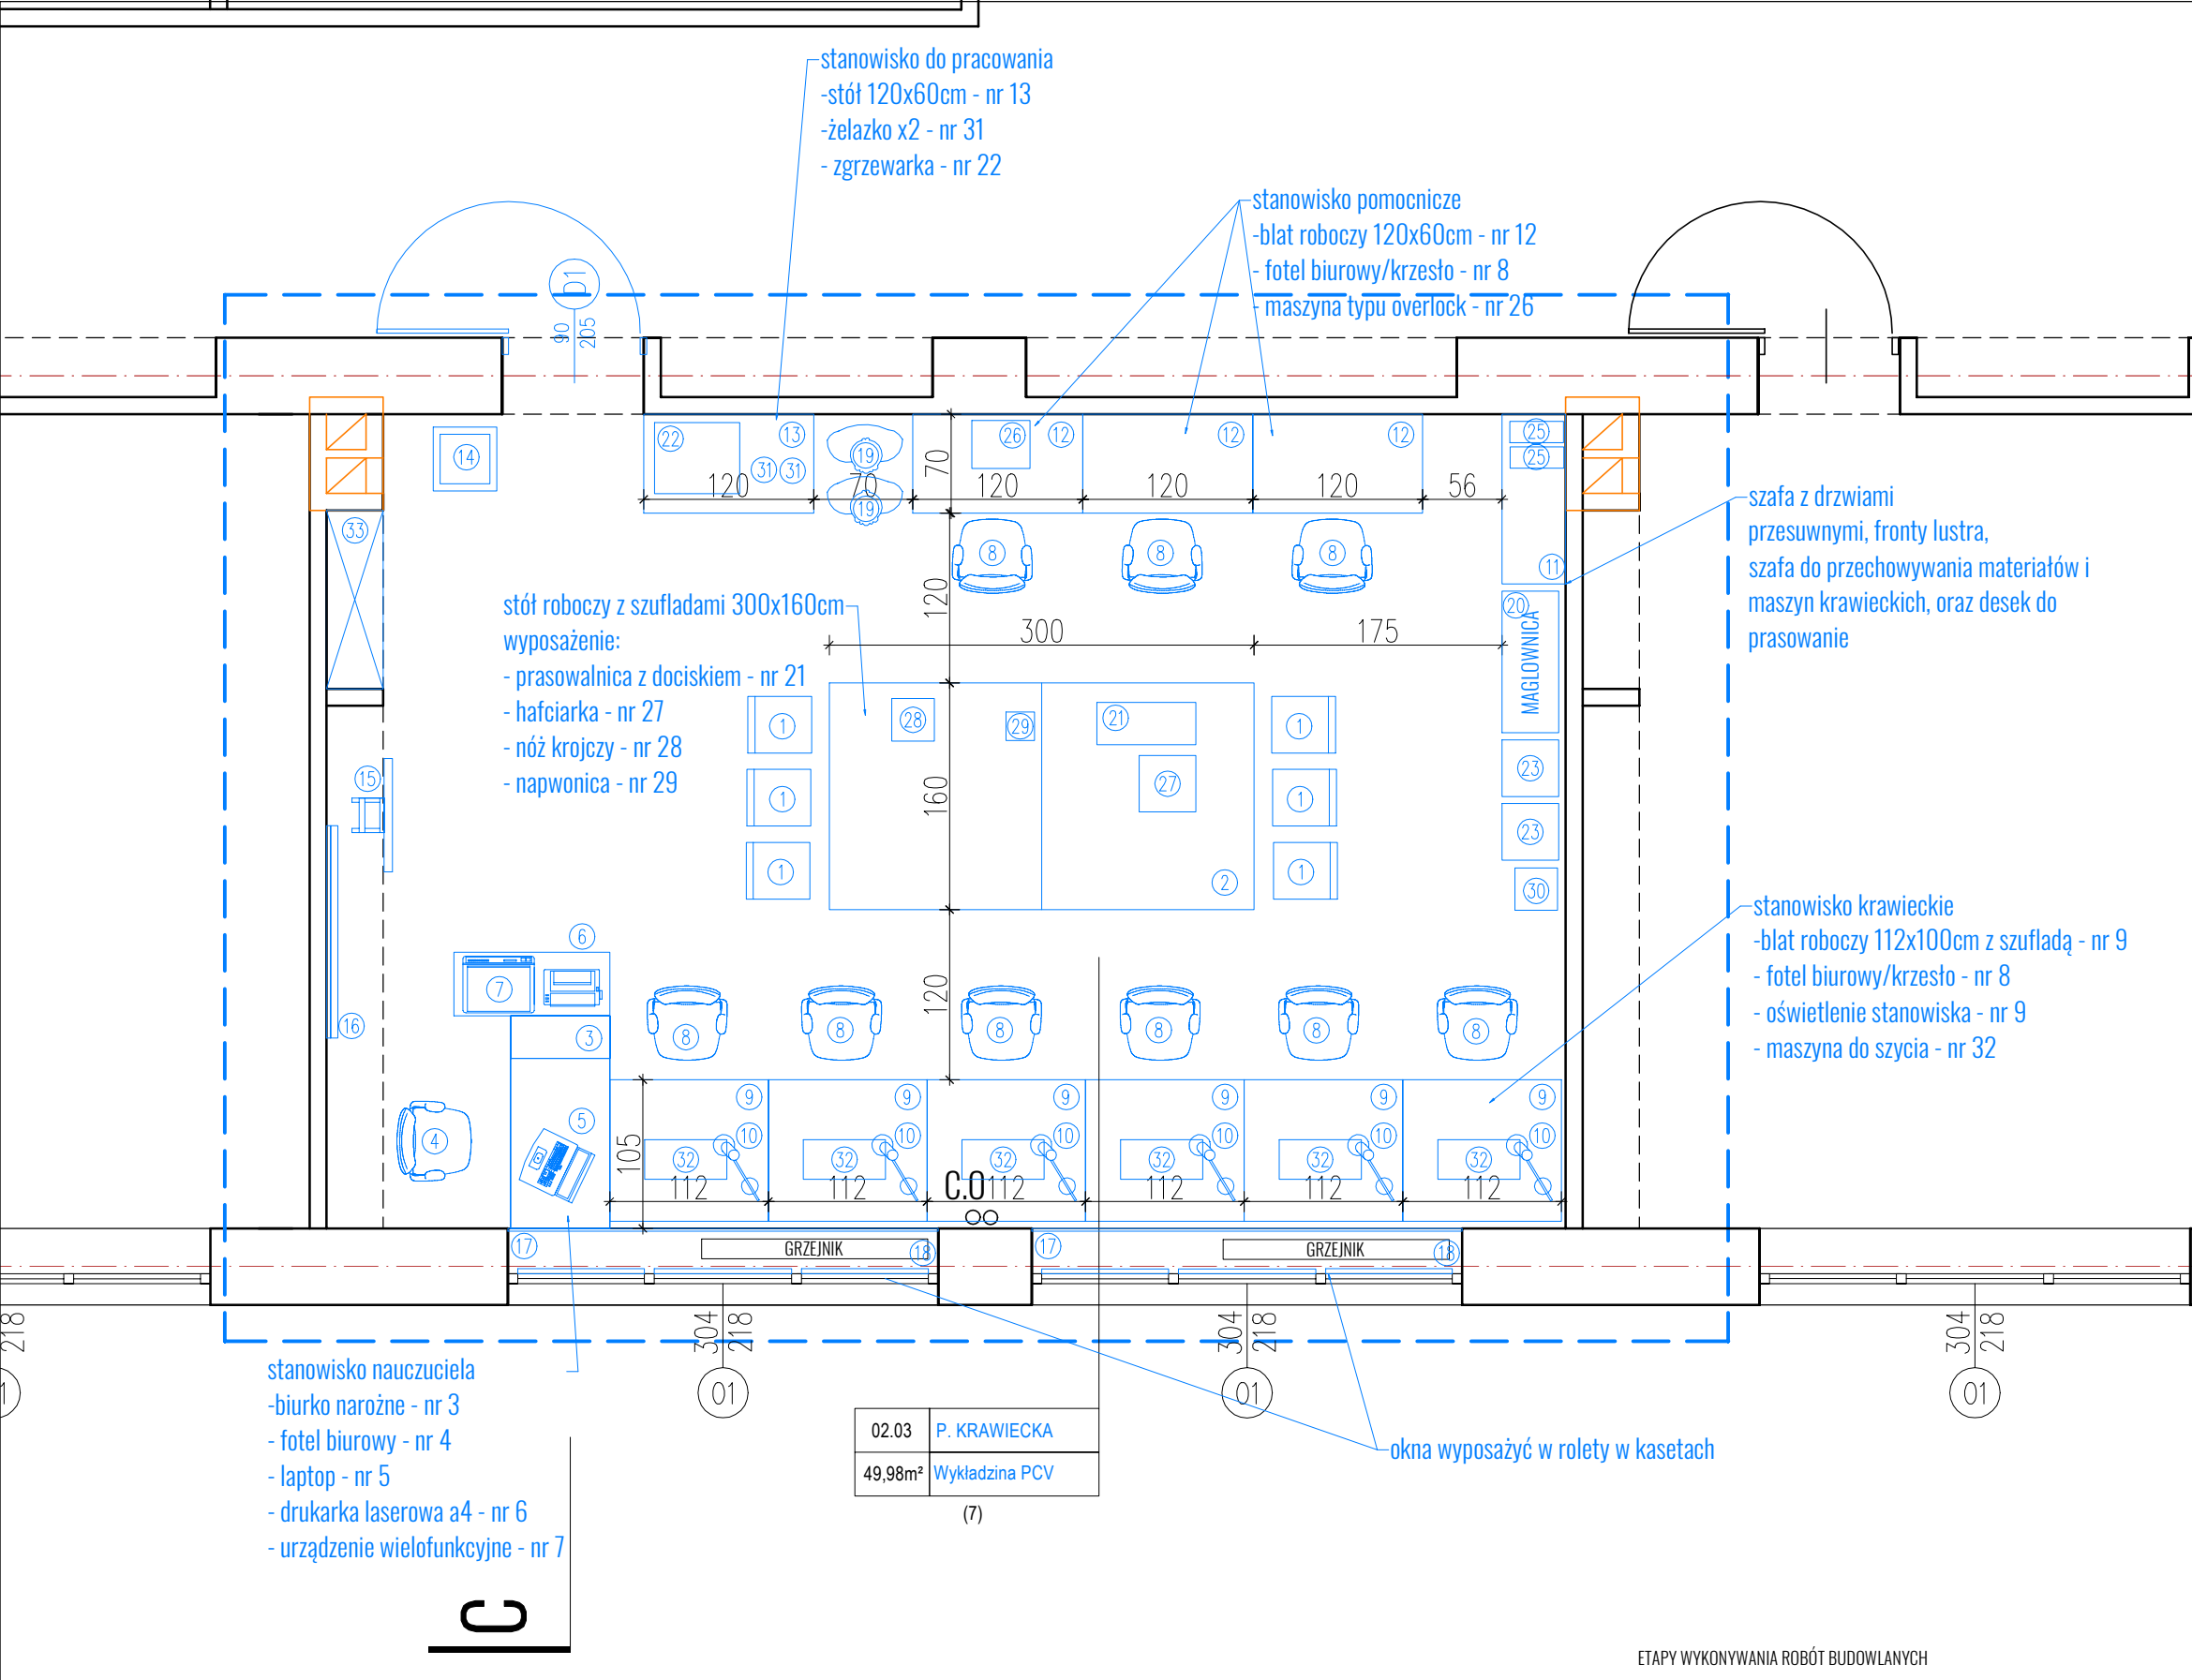 stanowisko do pracowania
-stół 120x60cm - nr 13
-żelazko x2 - nr 31
- zgrzewarka - nr 22
stanowisko pomocnicze
-blat roboczy 120x60cm - nr 12
- fotel biurowy/krzesło - nr 8
- maszyna typu overlock - nr 26
D1
90
205
22
13
31 31
120
19
70
19
70
26
12
120
12
120
12
120
56
25
25
14
33
8
8
8
11
szafa z drzwiami
przesuwnymi, fronty lustra,
szafa do przechowywania materiałów i
maszyn krawieckich, oraz desek do
prasowanie
stół roboczy z szufladami 300x160cm
wyposażenie:
- prasowalnica z dociskiem - nr 21
- hafciarka - nr 27
- nóż krojczy - nr 28
- napwonica - nr 29
120
300
175
20
MAGLOWNICA
1
28
29
21
1
15
1
160
27
1
23
23
1
2
1
30
stanowisko krawieckie
-blat roboczy 112x100cm z szufladą - nr 9
- fotel biurowy/krzesło - nr 8
- oświetlenie stanowiska - nr 9
- maszyna do szycia - nr 32
6
7
120
16
3
8
8
8
8
8
8
5
4
105
9
9
9
9
9
9
10
10
10
10
10
10
32
32
32
32
32
32
112
112
C.O
112
112
112
112
17
GRZEJNIK
18
17
GRZEJNIK
18
218
304
218
304
218
304
218
1
01
01
01
stanowisko nauczuciela
-biurko narożne - nr 3
- fotel biurowy - nr 4
- laptop - nr 5
- drukarka laserowa a4 - nr 6
- urządzenie wielofunkcyjne - nr 7
02.03 P. KRAWIECKA
49,98m² Wykładzina PCV
(7)
okna wyposażyć w rolety w kasetach
C
ETAPY WYKONYWANIA ROBÓT BUDOWLANYCH